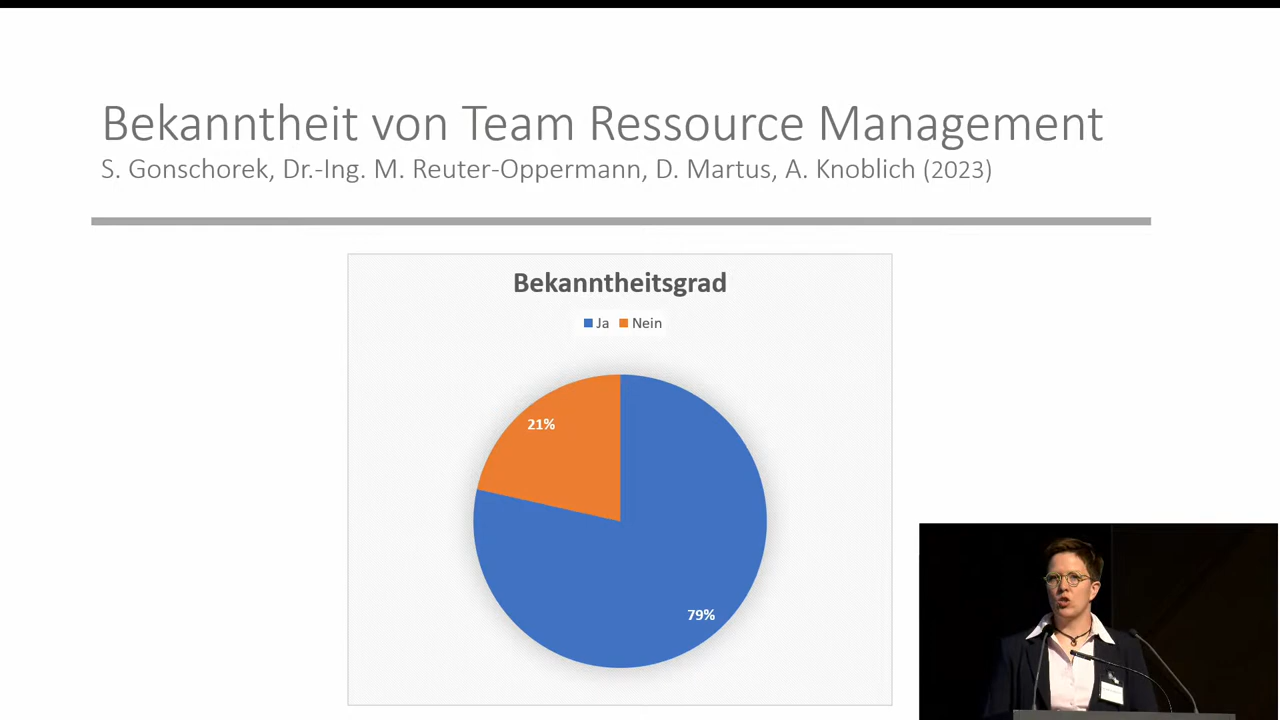 Bekanntheit von Team Ressource Management
S. Gonschorek, Dr.-Ing. M. Reuter-Oppermann, D. Martus, A. Knoblich (2023)
Bekanntheitsgrad
Ja Nein
21%
79%